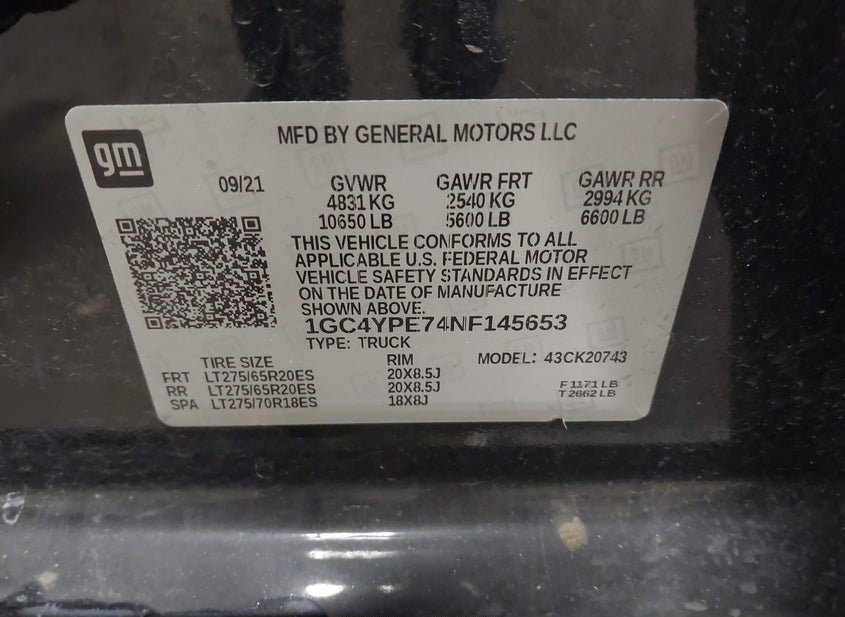 gm
MFD BY GENERAL MOTORS LLC
09/21 GVWR GAWR FRT GAWR RR
4831 KG 2540 KG 2994 KG
10650 LB 5600 LB 6600 LB
THIS VEHICLE CONFORMS TO ALL
APPLICABLE U.S. FEDERAL MOTOR
VEHICLE SAFETY STANDARDS IN EFFECT
ON THE DATE OF MANUFACTURE
SHOWN ABOVE.
1GC4YPE74NF145653
TYPE: TRUCK
TIRE SIZE RIM MODEL: 43CK20743
FRT LT275/65R20ES 20X8.5J
RR LT275/65R20ES 20X8.5J F 1171 LB
SPA LT275/70R18ES 18X8J T 2662 LB